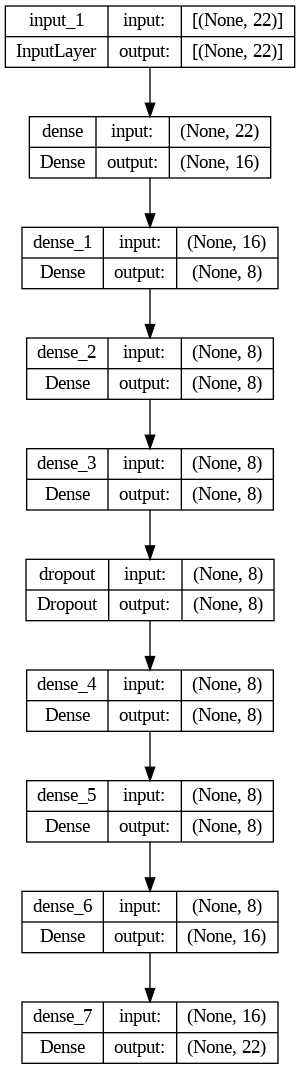 input_1 input: [(None, 22)]
InputLayer output: [(None, 22)]
dense input: (None, 22)
Dense output: (None, 16)
dense_1 input: (None, 16)
Dense output: (None, 8)
dense_2 input: (None, 8)
Dense output: (None, 8)
dense_3 input: (None, 8)
Dense output: (None, 8)
dropout input: (None, 8)
Dropout output: (None, 8)
dense_4 input: (None, 8)
Dense output: (None, 8)
dense_5 input: (None, 8)
Dense output: (None, 8)
dense_6 input: (None, 8)
Dense output: (None, 16)
dense_7 input: (None, 16)
Dense output: (None, 22)